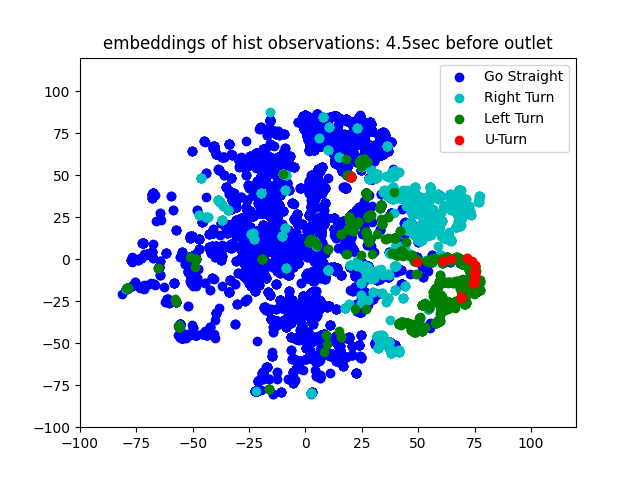 embeddings of hist observations: 4.5sec before outlet
Go Straight
Right Turn
Left Turn
U-Turn
100
75
50
25
0
−25
−50
−75
−100
−100 −75 −50 −25 0 25 50 75 100